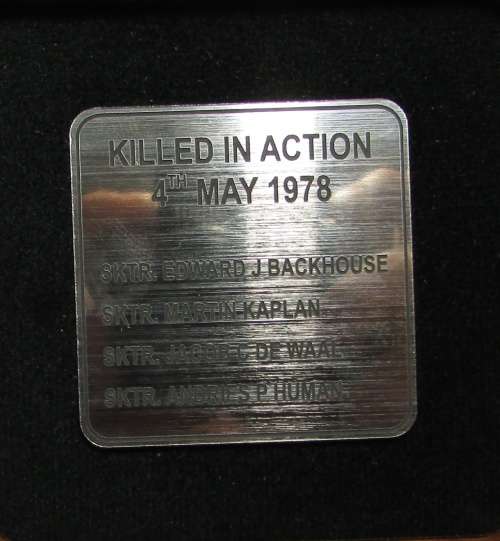 KILLED IN ACTION
4TH MAY 1978
SKTR. EDWARD J BACKHOUSE
SKTR. MARTIN KAPLAN
SKTR. JACOB C DE WAAL
SKTR. ANDRIES P HUMAN